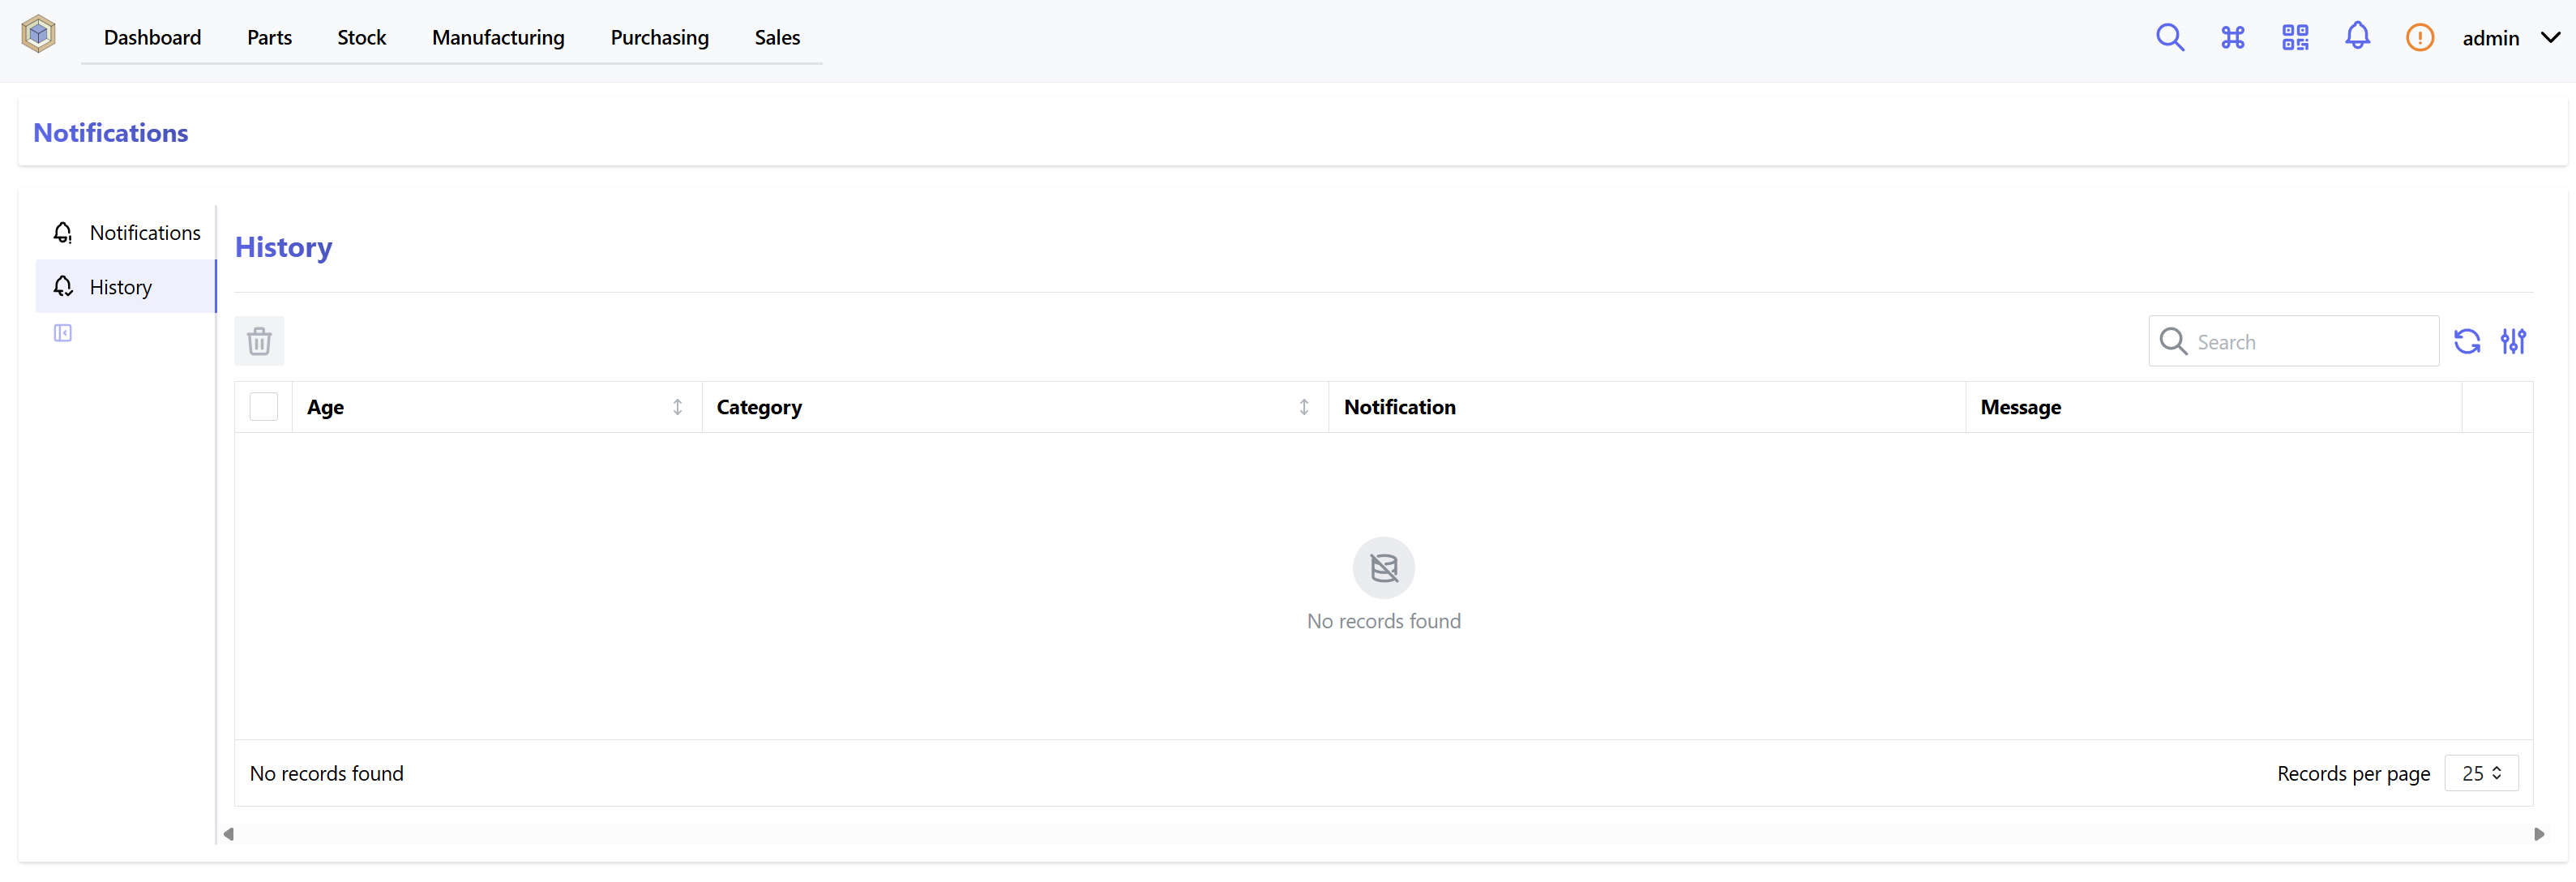 Dashboard Parts Stock Manufacturing Purchasing Sales admin
Notifications
Notifications
History
History
Search
Age Category Notification Message
No records found
No records found Records per page 25